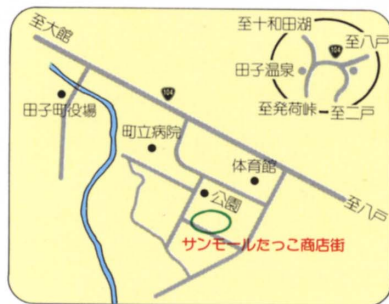 至大館
至十和田湖
104
至八戸
田子温泉
至発荷峠
至二戸
104
田子町役場
町立病院
体育館
公園
至八戸
サンモールたっこ商店街